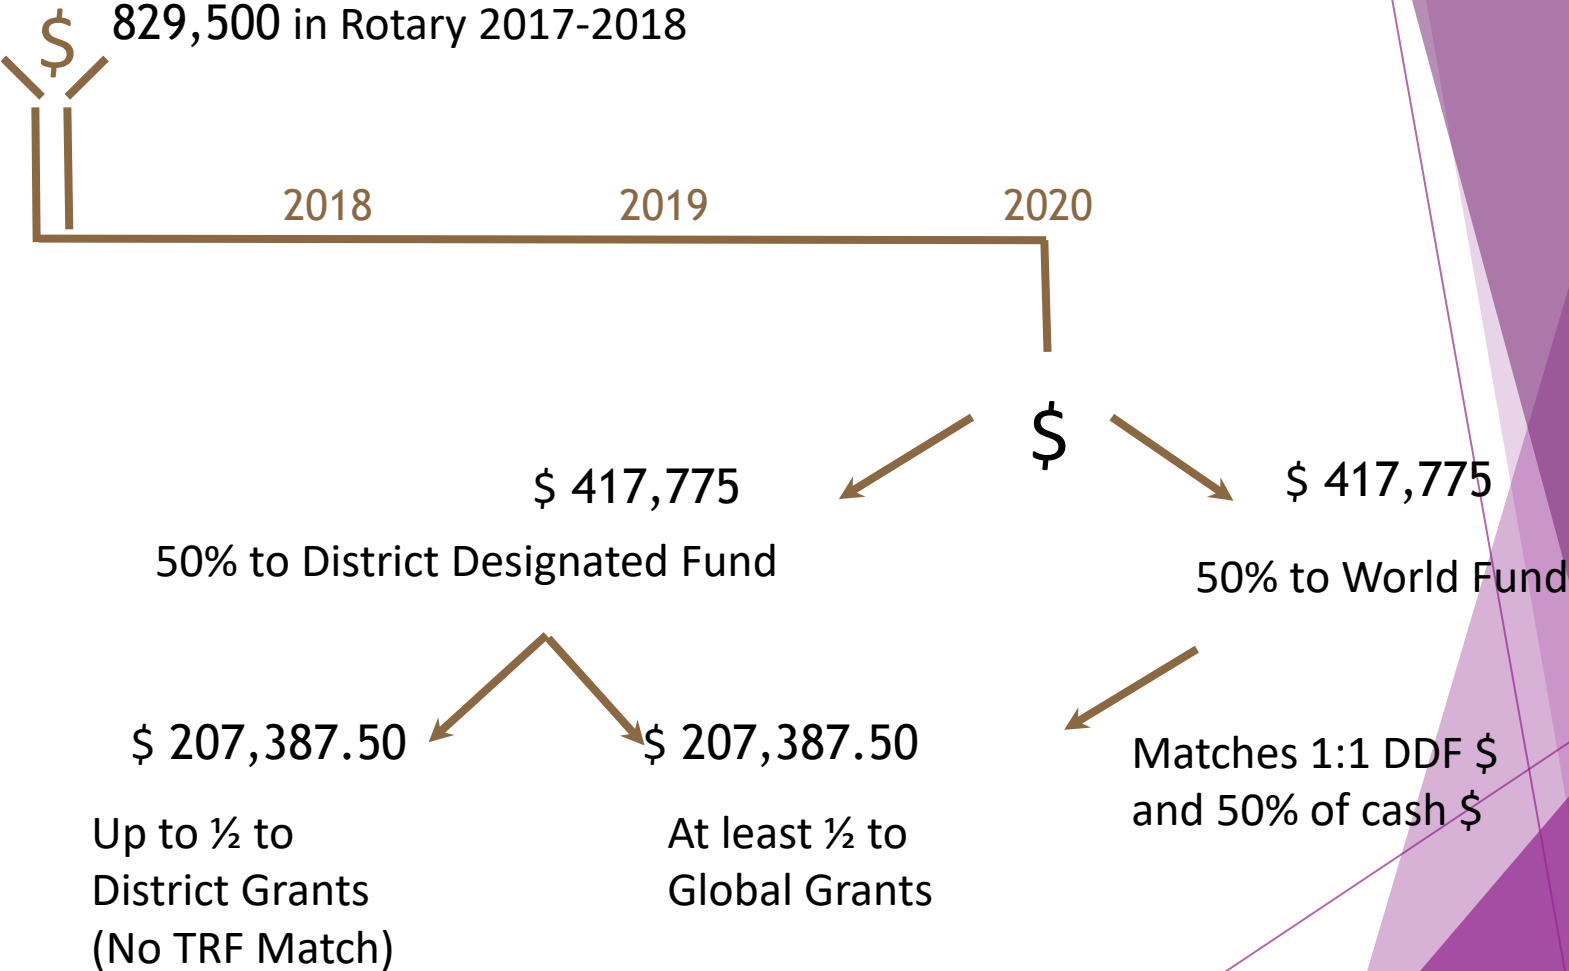 $ 829,500 in Rotary 2017-2018
2018 2019 2020
$
$ 417,775
50% to District Designated Fund
$ 417,775
50% to World Fund
$ 207,387.50
Up to ½ to
District Grants
(No TRF Match)
$ 207,387.50
At least ½ to
Global Grants
Matches 1:1 DDF $
and 50% of cash $